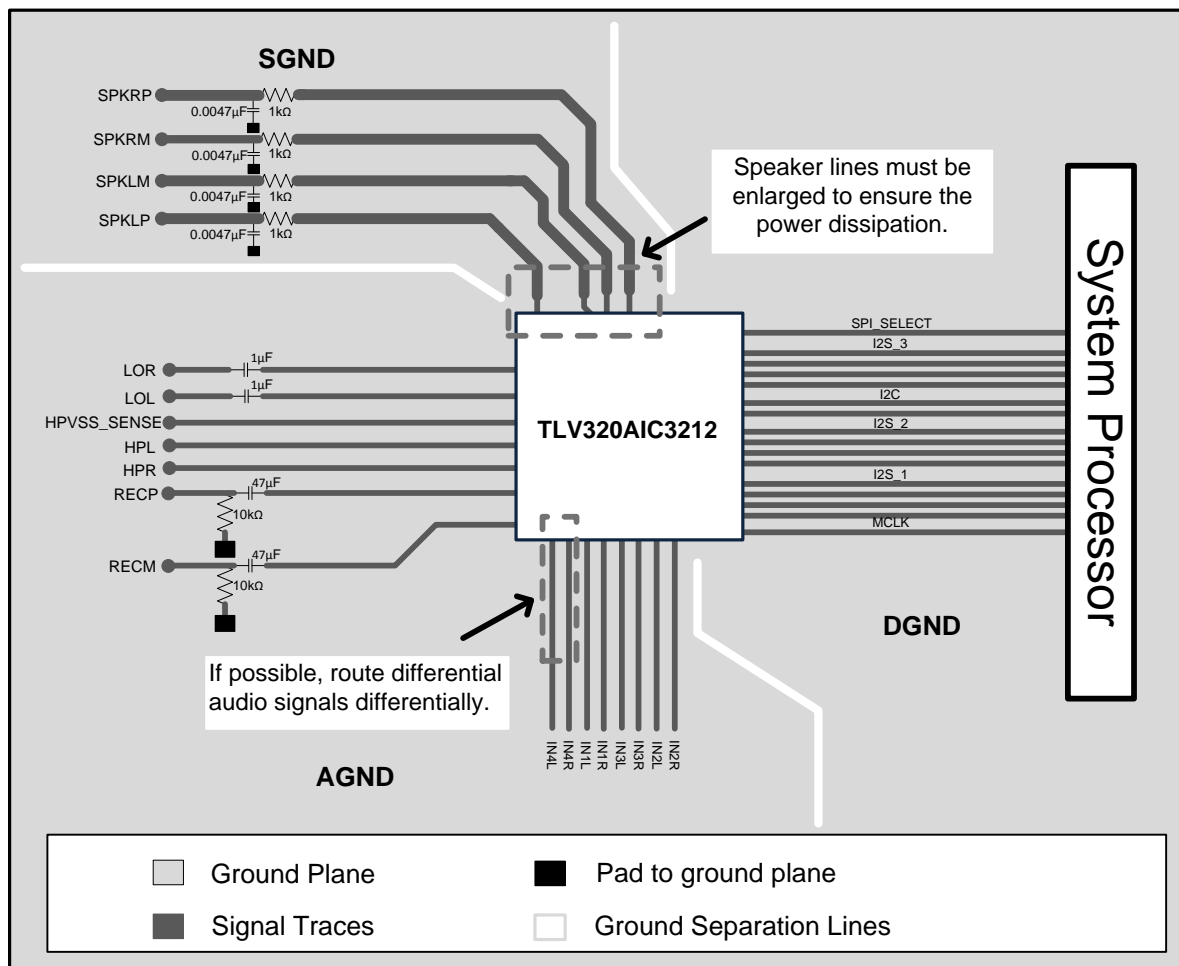 SGND
SPKRP
0.0047µF
1kΩ
SPKRM
0.0047µF
1kΩ
SPKLM
0.0047µF
1kΩ
SPKLP
0.0047µF
1kΩ
Speaker lines must be
enlarged to ensure the
power dissipation.
System Processor
SPI_SELECT
I2S_3
I2C
I2S_2
I2S_1
MCLK
TLV320AIC3212
LOR
1µF
LOL
1µF
HPVSS_SENSE
HPL
HPR
RECP
47µF
10kΩ
RECM
47µF
10kΩ
DGND
If possible, route differential
audio signals differentially.
IN4L
IN4R
IN1L
IN1R
IN3L
IN3R
IN2L
IN2R
AGND
Ground Plane
Pad to ground plane
Signal Traces
Ground Separation Lines